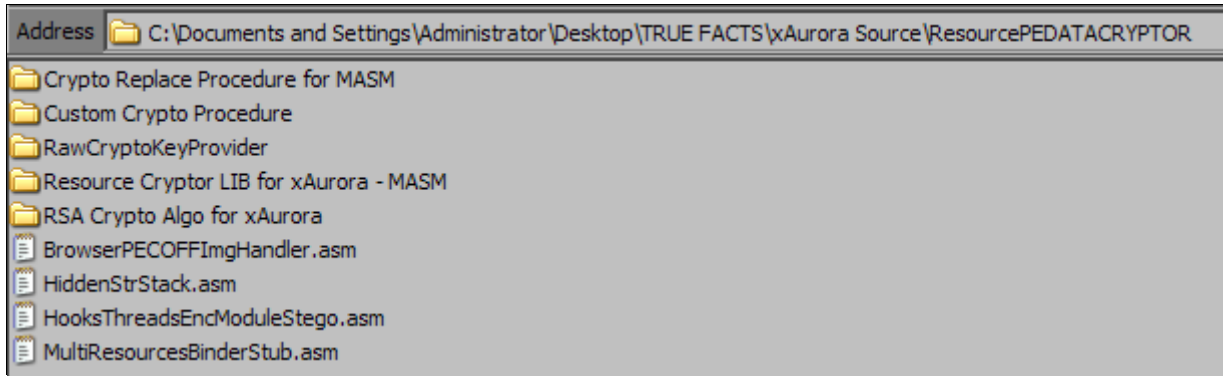 Address C:\Documents and Settings\Administrator\Desktop\TRUE FACTS\xAurora Source\ResourcePEDATACRYPTOR
Crypto Replace Procedure for MASM
Custom Crypto Procedure
RawCryptoKeyProvider
Resource Cryptor LIB for xAurora - MASM
RSA Crypto Algo for xAurora
BrowserPECOFFImgHandler.asm
HiddenStrStack.asm
HooksThreadsEncModuleStego.asm
MultiResourcesBinderStub.asm